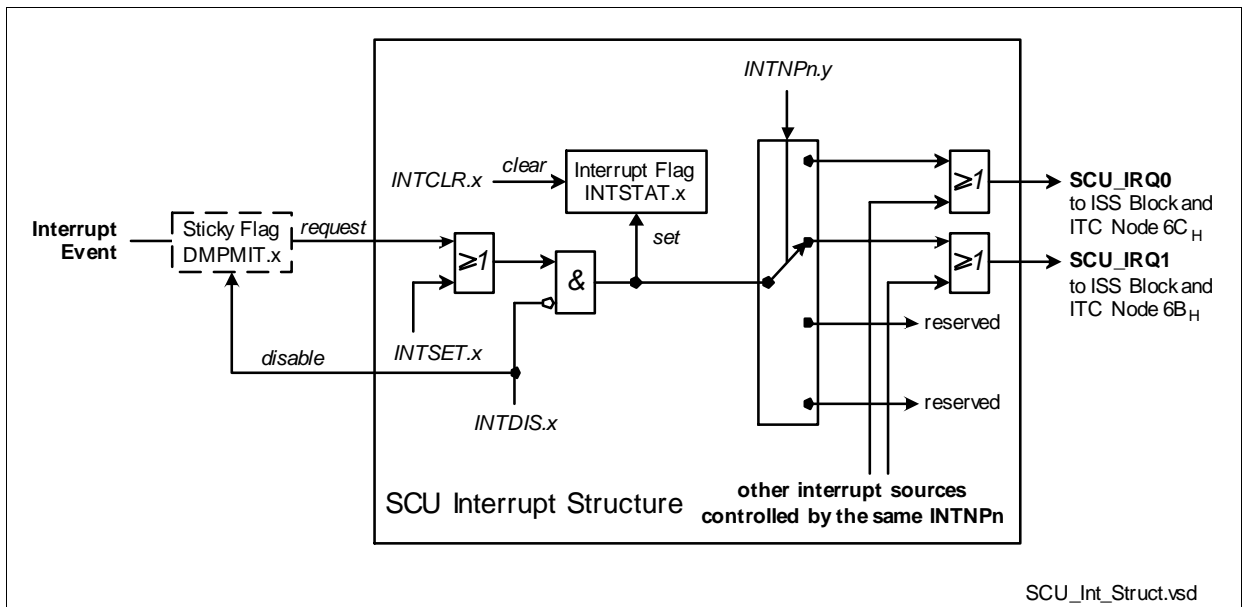 INTNPn.y
INTCLR.x
clear
Interrupt Flag
INTSTAT.x
≥1
SCU_IRQ0
to ISS Block and
ITC Node 6CH
Interrupt
Event
Sticky Flag
DMPMIT.x
request
set
≥1
&
≥1
SCU_IRQ1
to ISS Block and
ITC Node 6BH
reserved
disable
INTSET.x
INTDIS.x
reserved
SCU Interrupt Structure
other interrupt sources
controlled by the same INTNPn
SCU_Int_Struct.vsd